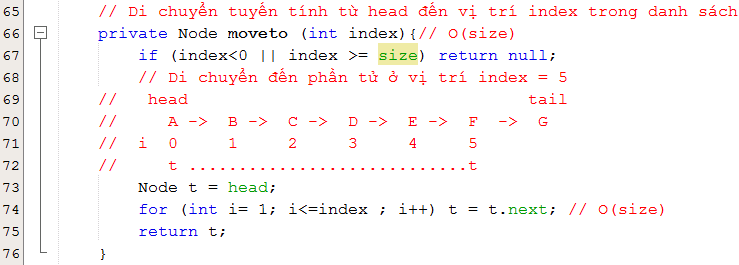 65 // Di chuyển tuyến tính từ head đến vị trí index trong danh sách
66 private Node moveto (int index){// O(size)
67 if (index<0 || index >= size) return null;
68 // Di chuyển đến phần tử ở vị trí index = 5
69 // head tail
70 // A -> B -> C -> D -> E -> F -> G
71 // i 0 1 2 3 4 5
72 // t ............................t
73 Node t = head;
74 for (int i= 1; i<=index ; i++) t = t.next; // O(size)
75 return t;
76 }